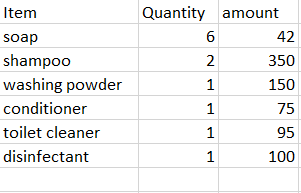 Item Quantity amount
soap 6 42
shampoo 2 350
washing powder 1 150
conditioner 1 75
toilet cleaner 1 95
disinfectant 1 100